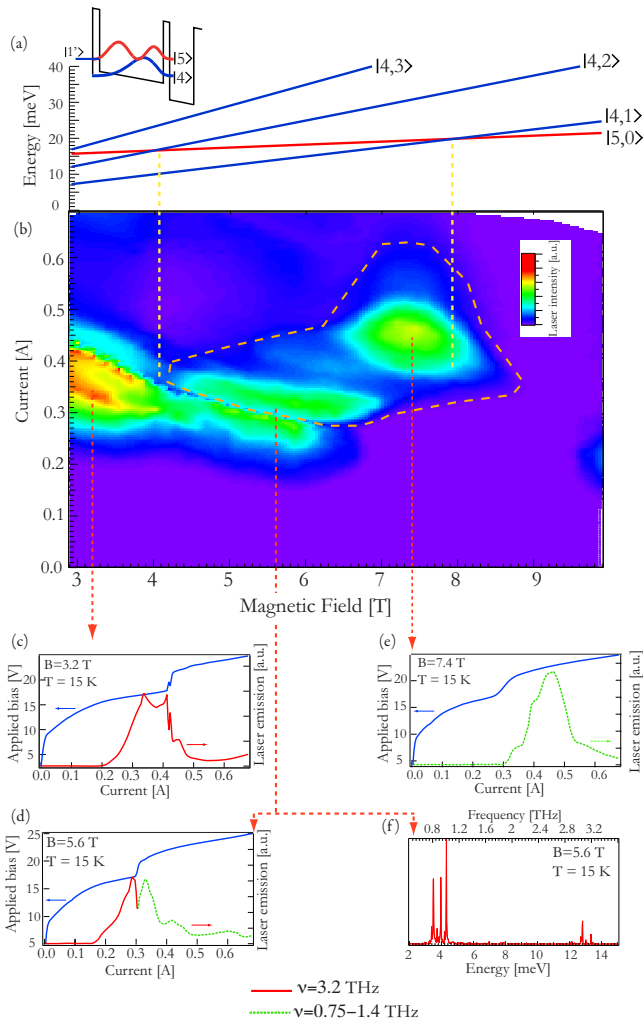 (a)
|1'>
|5>
|4>
|4,3>
|4,2>
|4,1>
|5,0>
Energy [meV]
40
30
20
10
0
(b)
Laser intensity [a.u.]
Current [A]
0.6
0.5
0.4
0.3
0.2
0.1
0.0
3 4 5 6 7 8 9
Magnetic Field [T]
(c)
B=3.2 T
T = 15 K
Applied bias [V]
20
15
10
5
Laser emission [a.u.]
0.0 0.1 0.2 0.3 0.4 0.5 0.6
Current [A]
(e)
B=7.4 T
T = 15 K
Applied bias [V]
20
15
10
5
Laser emission [a.u.]
0.0 0.1 0.2 0.3 0.4 0.5 0.6
Current [A]
(d)
B=5.6 T
T = 15 K
Applied bias [V]
25
20
15
10
5
Laser emission [a.u.]
0.0 0.1 0.2 0.3 0.4 0.5 0.6
Current [A]
(f)
Frequency [THz]
0.8 1.2 1.6 2 2.4 2.8 3.2
B=5.6 T
T = 15 K
2 4 6 8 10 12 14
Energy [meV]
ν=3.2 THz
ν=0.75−1.4 THz